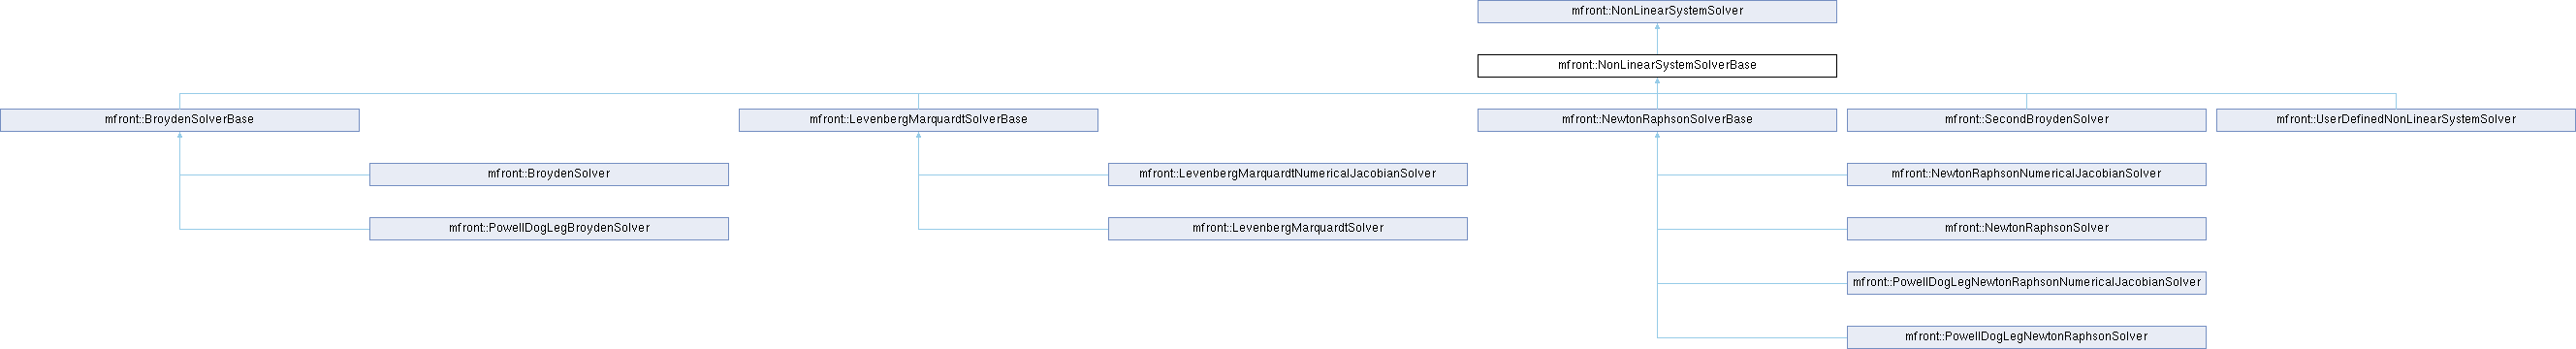 mfront::NonLinearSystemSolver
mfront::NonLinearSystemSolverBase
mfront::BroydenSolverBase
mfront::LevenbergMarquardtSolverBase
mfront::NewtonRaphsonSolverBase
mfront::SecondBroydenSolver
mfront::UserDefinedNonLinearSystemSolver
mfront::BroydenSolver
mfront::LevenbergMarquardtNumericalJacobianSolver
mfront::NewtonRaphsonNumericalJacobianSolver
mfront::PowellDogLegBroydenSolver
mfront::LevenbergMarquardtSolver
mfront::NewtonRaphsonSolver
mfront::PowellDogLegNewtonRaphsonNumericalJacobianSolver
mfront::PowellDogLegNewtonRaphsonSolver